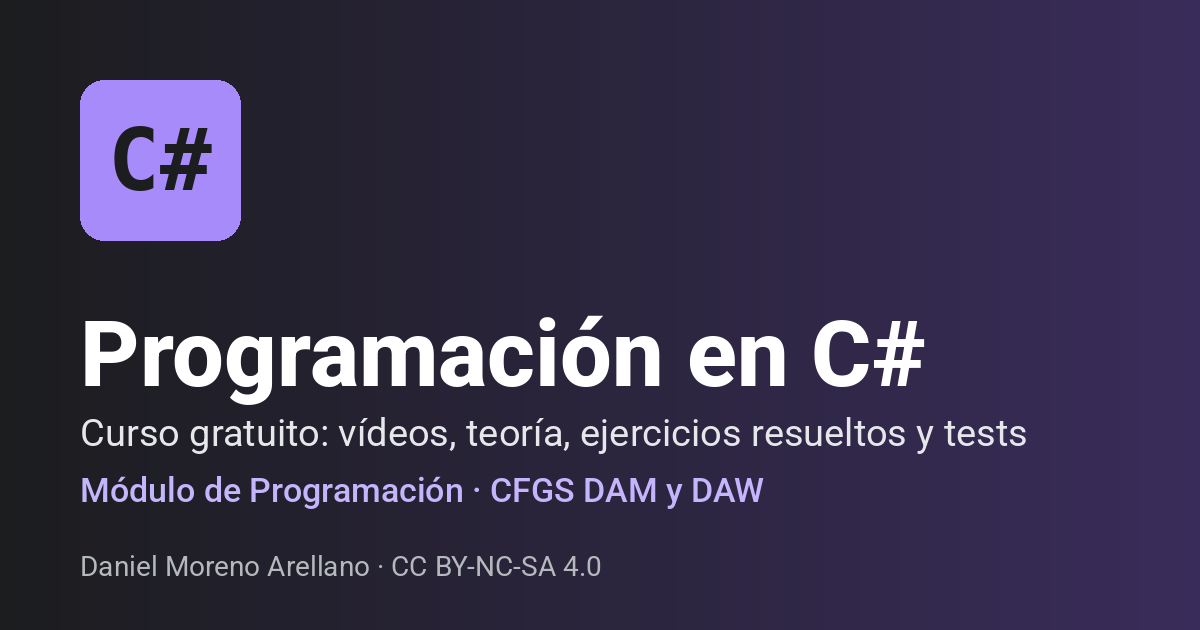 C#
Programación en C#
Curso gratuito: vídeos, teoría, ejercicios resueltos y tests
Módulo de Programación · CFGS DAM y DAW
Daniel Moreno Arellano · CC BY-NC-SA 4.0